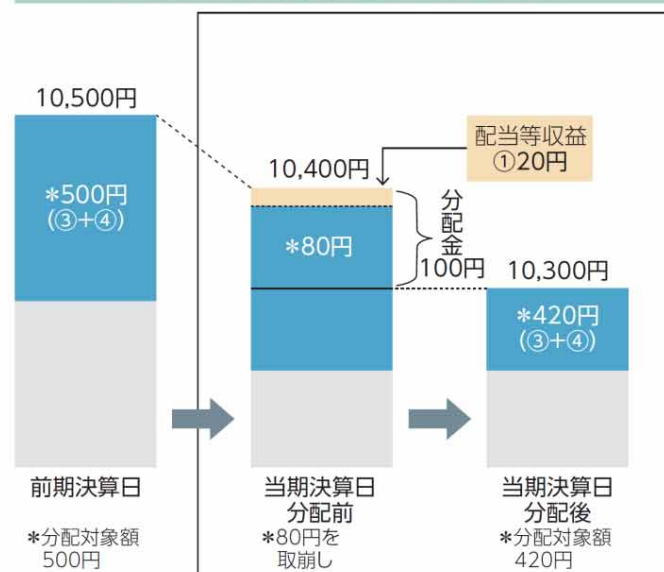 10,500円
*500円
(③+④)
前期決算日
*分配対象額
500円
10,400円
配当等収益
①20円
分配金
100円
*80円
当期決算日
分配前
*80円を
取崩し
10,300円
*420円
(③+④)
当期決算日
分配後
*分配対象額
420円